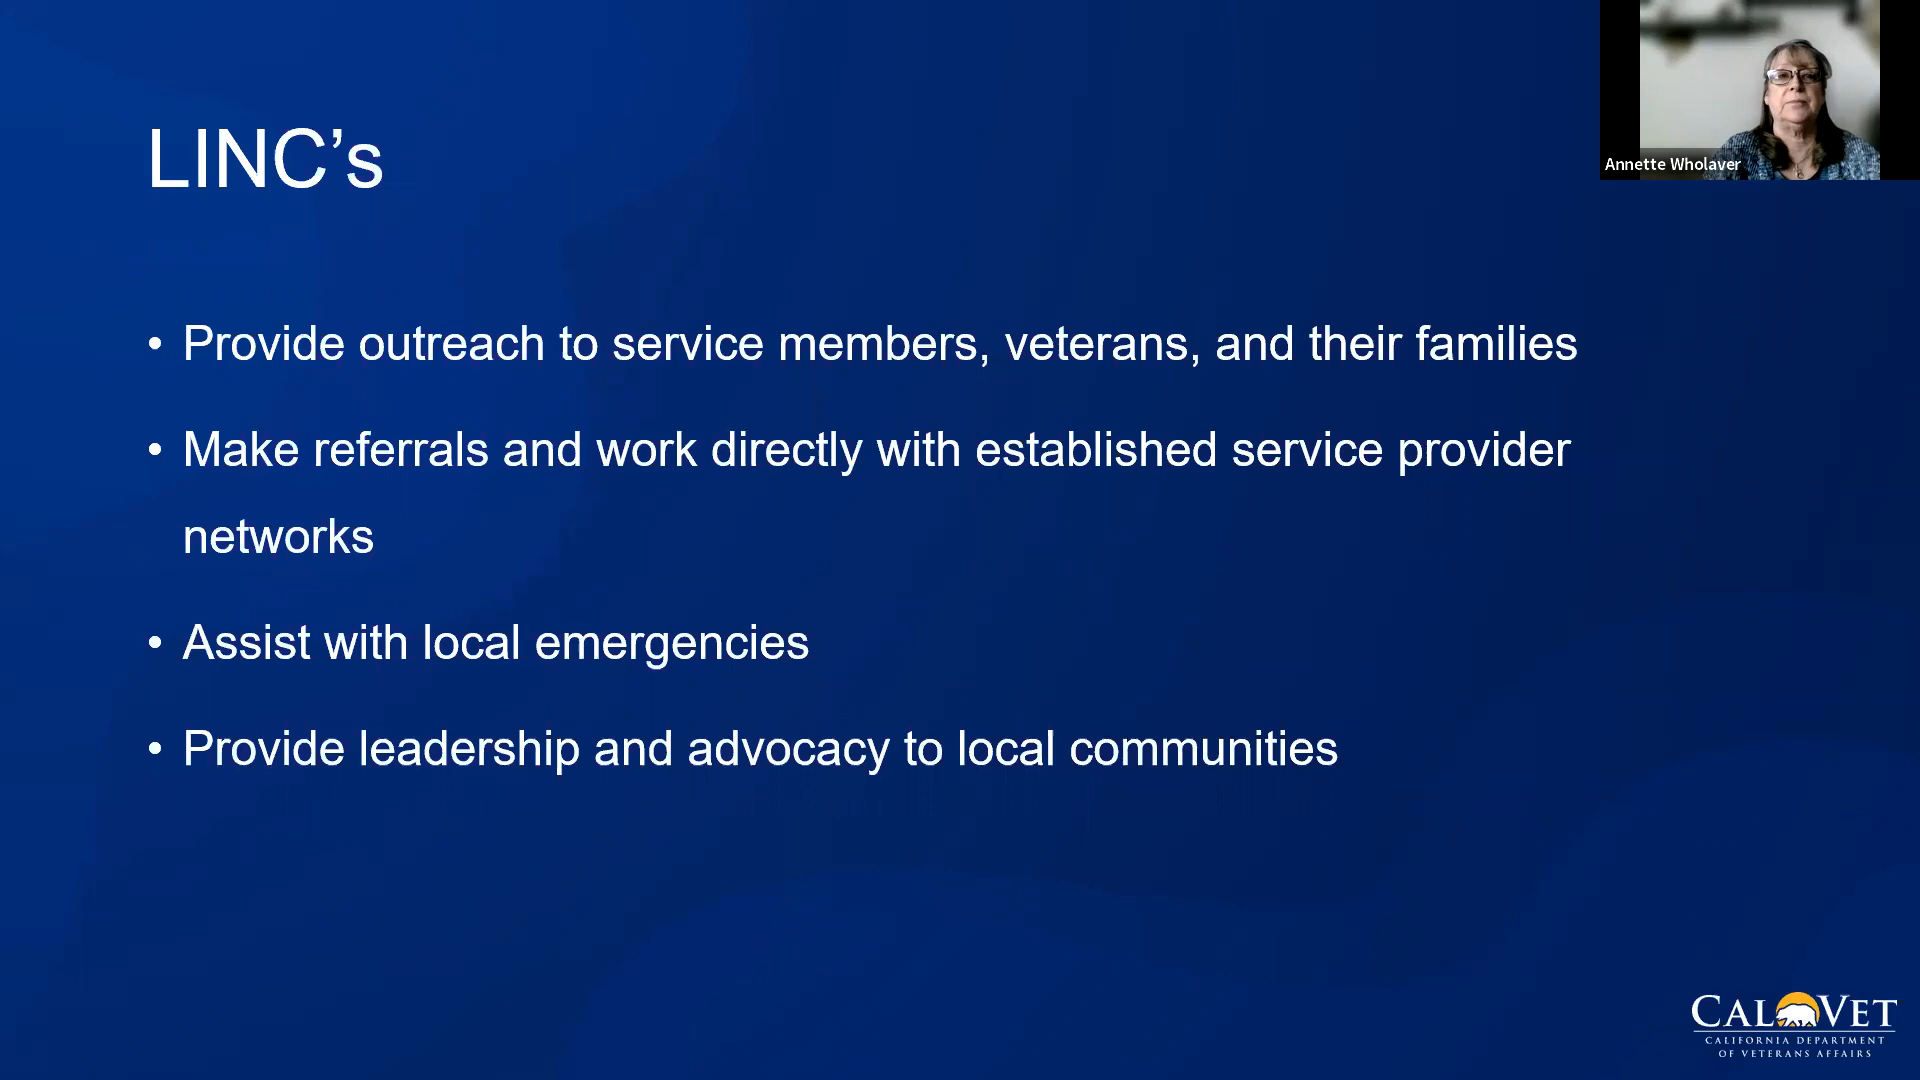 LINC’s
• Provide outreach to service members, veterans, and their families
• Make referrals and work directly with established service provider
networks
• Assist with local emergencies
• Provide leadership and advocacy to local communities
Annette Wholaver
CALVET
CALIFORNIA DEPARTMENT
OF VETERANS AFFAIRS